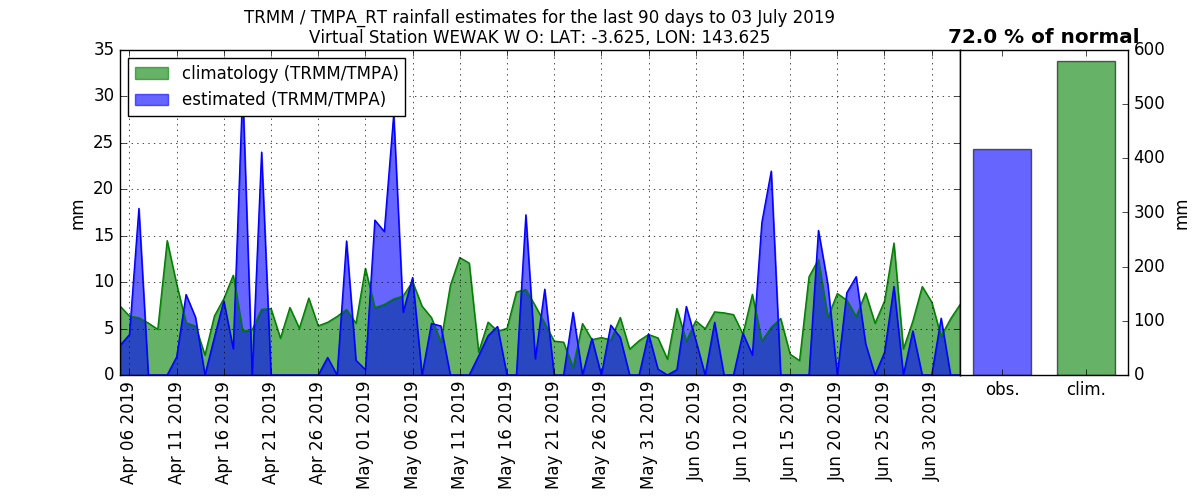 TRMM / TMPA_RT rainfall estimates for the last 90 days to 03 July 2019
Virtual Station WEWAK W O: LAT: -3.625, LON: 143.625
72.0 % of normal
climatology (TRMM/TMPA)
estimated (TRMM/TMPA)
35
30
25
20
15
10
5
0
mm
Apr 06 2019
Apr 11 2019
Apr 16 2019
Apr 21 2019
Apr 26 2019
May 01 2019
May 06 2019
May 11 2019
May 16 2019
May 21 2019
May 26 2019
May 31 2019
Jun 05 2019
Jun 10 2019
Jun 15 2019
Jun 20 2019
Jun 25 2019
Jun 30 2019
obs.
clim.
600
500
400
300
200
100
0
mm